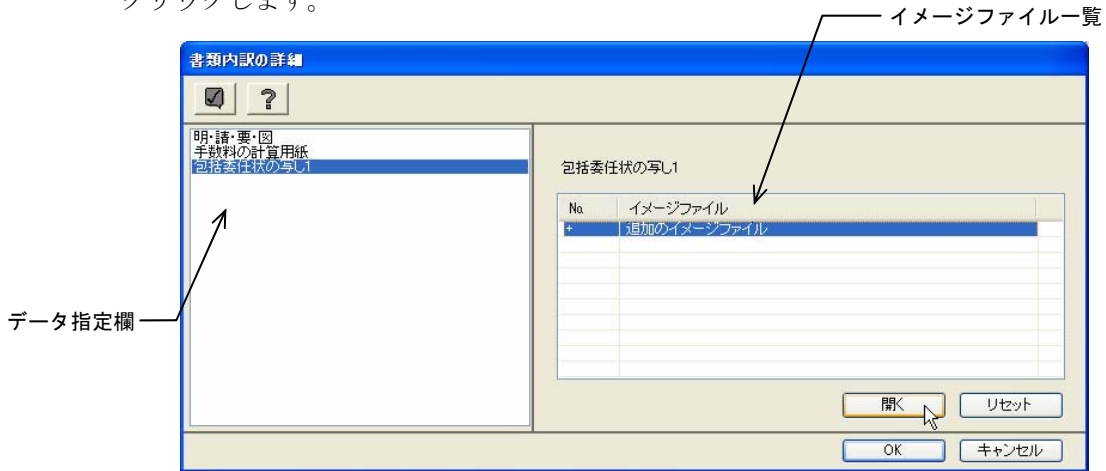 クリックします。
イメージファイル一覧
書類内訳の詳細
?
明・請・要・図
手数料の計算用紙
包括委任状の写し1
包括委任状の写し1
No. イメージファイル
+ 追加のイメージファイル
データ指定欄
開く リセット
OK キャンセル